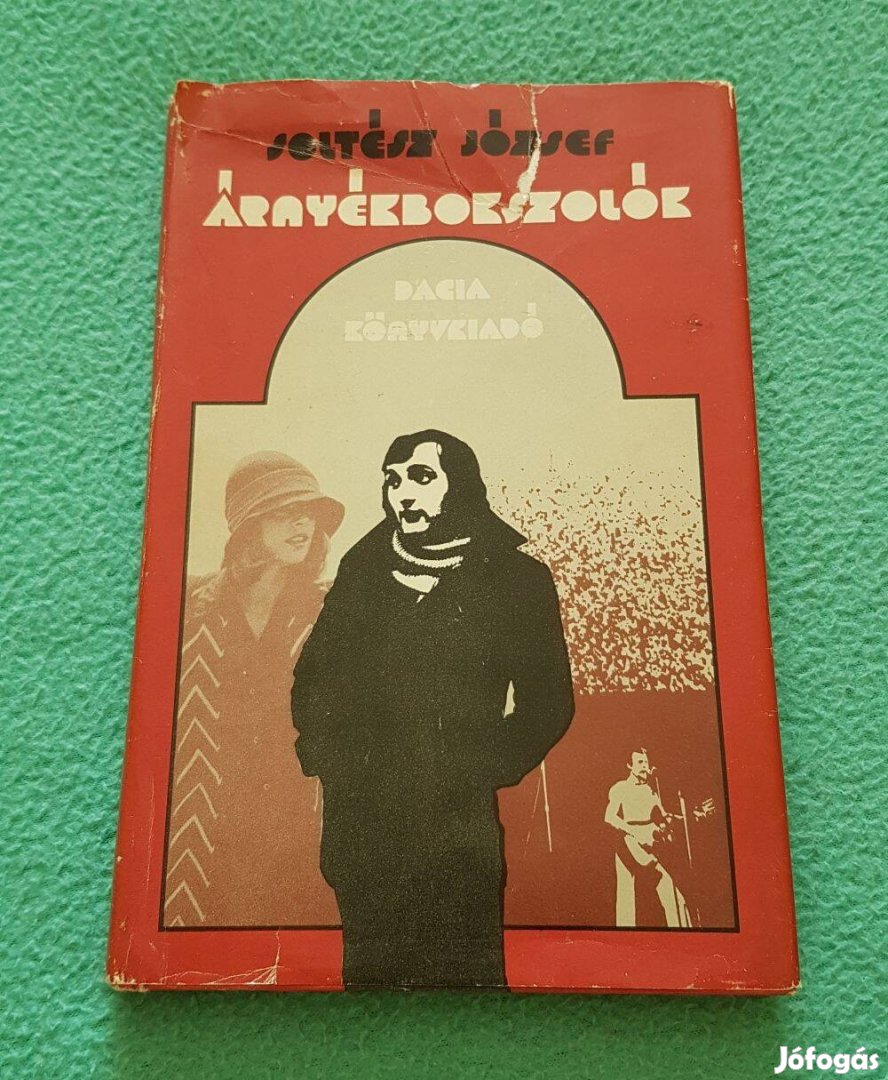 SOLTÉSZ JÓZSEF
ÁRNYÉKBOKSZOLÓK
DACIA
KÖNYVKIADÓ
Jófogás